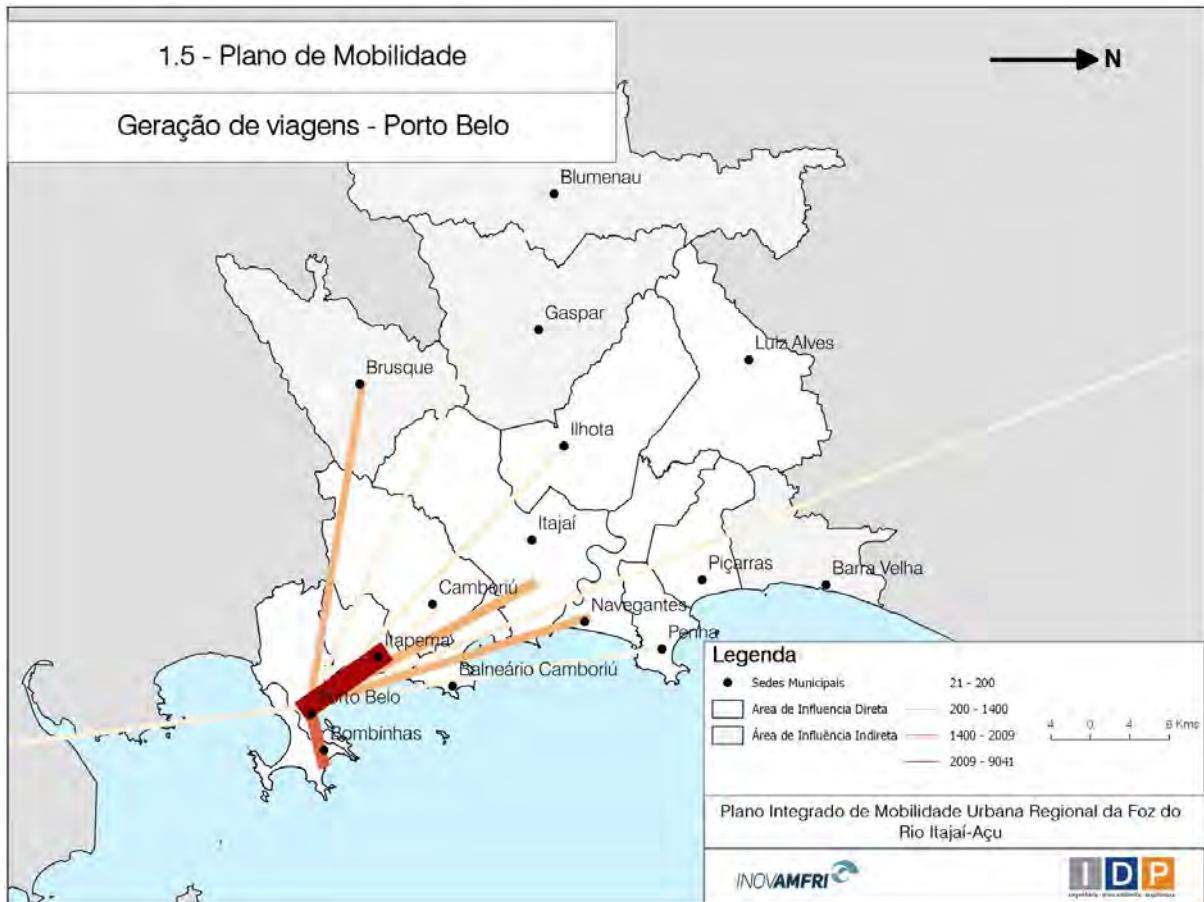 1.5 - Plano de Mobilidade
Geração de viagens - Porto Belo
N
Blumenau
Gaspar
Luiz Alves
Brusque
Ilhota
Itajaí
Piçarras
Barra Velha
Camboriú
Navegantes
Itapema
Penha
Balneário Camboriú
Porto Belo
Bombinhas
Legenda
Sedes Municipais
Área de Influencia Direta
Área de Influência Indireta
21 - 200
200 - 1400
1400 - 2009
2009 - 9041
4 0 4 8 Kms
Plano Integrado de Mobilidade Urbana Regional da Foz do
Rio Itajaí-Açu
INOVAMFRI
IDP